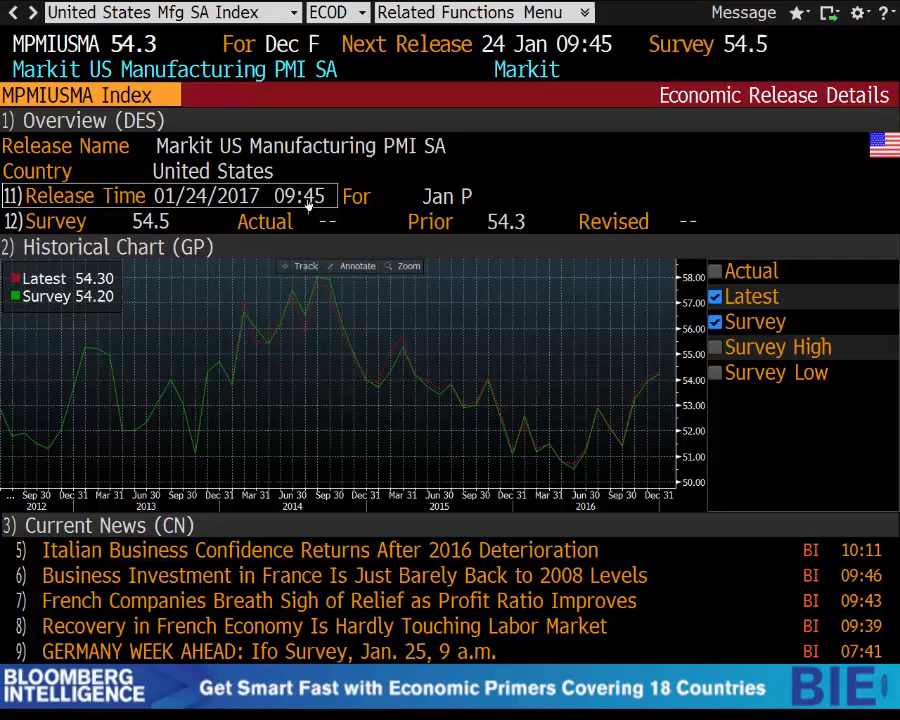 United States Mfg SA Index ECOD Related Functions Menu Message ?
MPMIUSMA 54.3 For Dec F Next Release 24 Jan 09:45 Survey 54.5
Markit US Manufacturing PMI SA Markit
MPMIUSMA Index Economic Release Details
1) Overview (DES)
Release Name Markit US Manufacturing PMI SA
Country United States
11) Release Time 01/24/2017 09:45 For Jan P
12) Survey 54.5 Actual -- Prior 54.3 Revised --
2) Historical Chart (GP)
Track Annotate Zoom
Latest 54.30
Survey 54.20
Actual
Latest
Survey
Survey High
Survey Low
58.00
57.00
56.00
55.00
54.00
53.00
52.00
51.00
50.00
... Sep 30 Dec 31 Mar 31 Jun 30 Sep 30 Dec 31 Mar 31 Jun 30 Sep 30 Dec 31 Mar 31 Jun 30 Sep 30 Dec 31 Mar 31 Jun 30 Sep 30 Dec 31
2012 2013 2014 2015 2016
3) Current News (CN)
5) Italian Business Confidence Returns After 2016 Deterioration BI 10:11
6) Business Investment in France Is Just Barely Back to 2008 Levels BI 09:46
7) French Companies Breath Sigh of Relief as Profit Ratio Improves BI 09:43
8) Recovery in French Economy Is Hardly Touching Labor Market BI 09:39
9) GERMANY WEEK AHEAD: Ifo Survey, Jan. 25, 9 a.m. BI 07:41
BLOOMBERG
INTELLIGENCE
Get Smart Fast with Economic Primers Covering 18 Countries
BIE